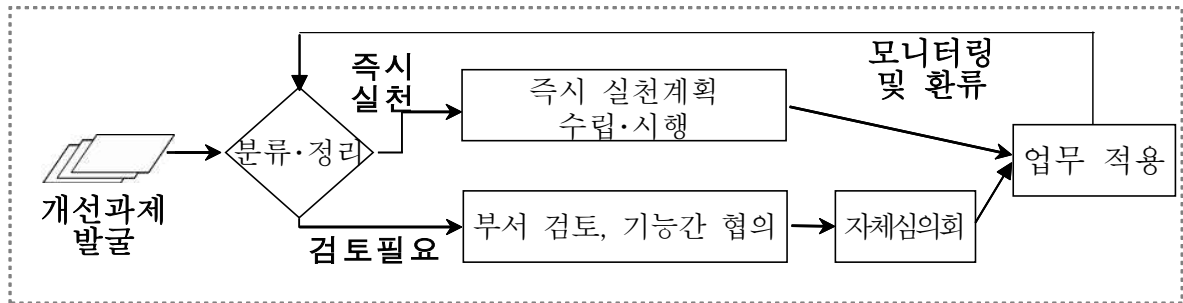 즉시
실천
모니터링
및 환류
즉시 실천계획
수립·시행
분류·정리
업무 적용
개선과제
발굴
검토필요
부서 검토, 기능간 협의
자체심의회